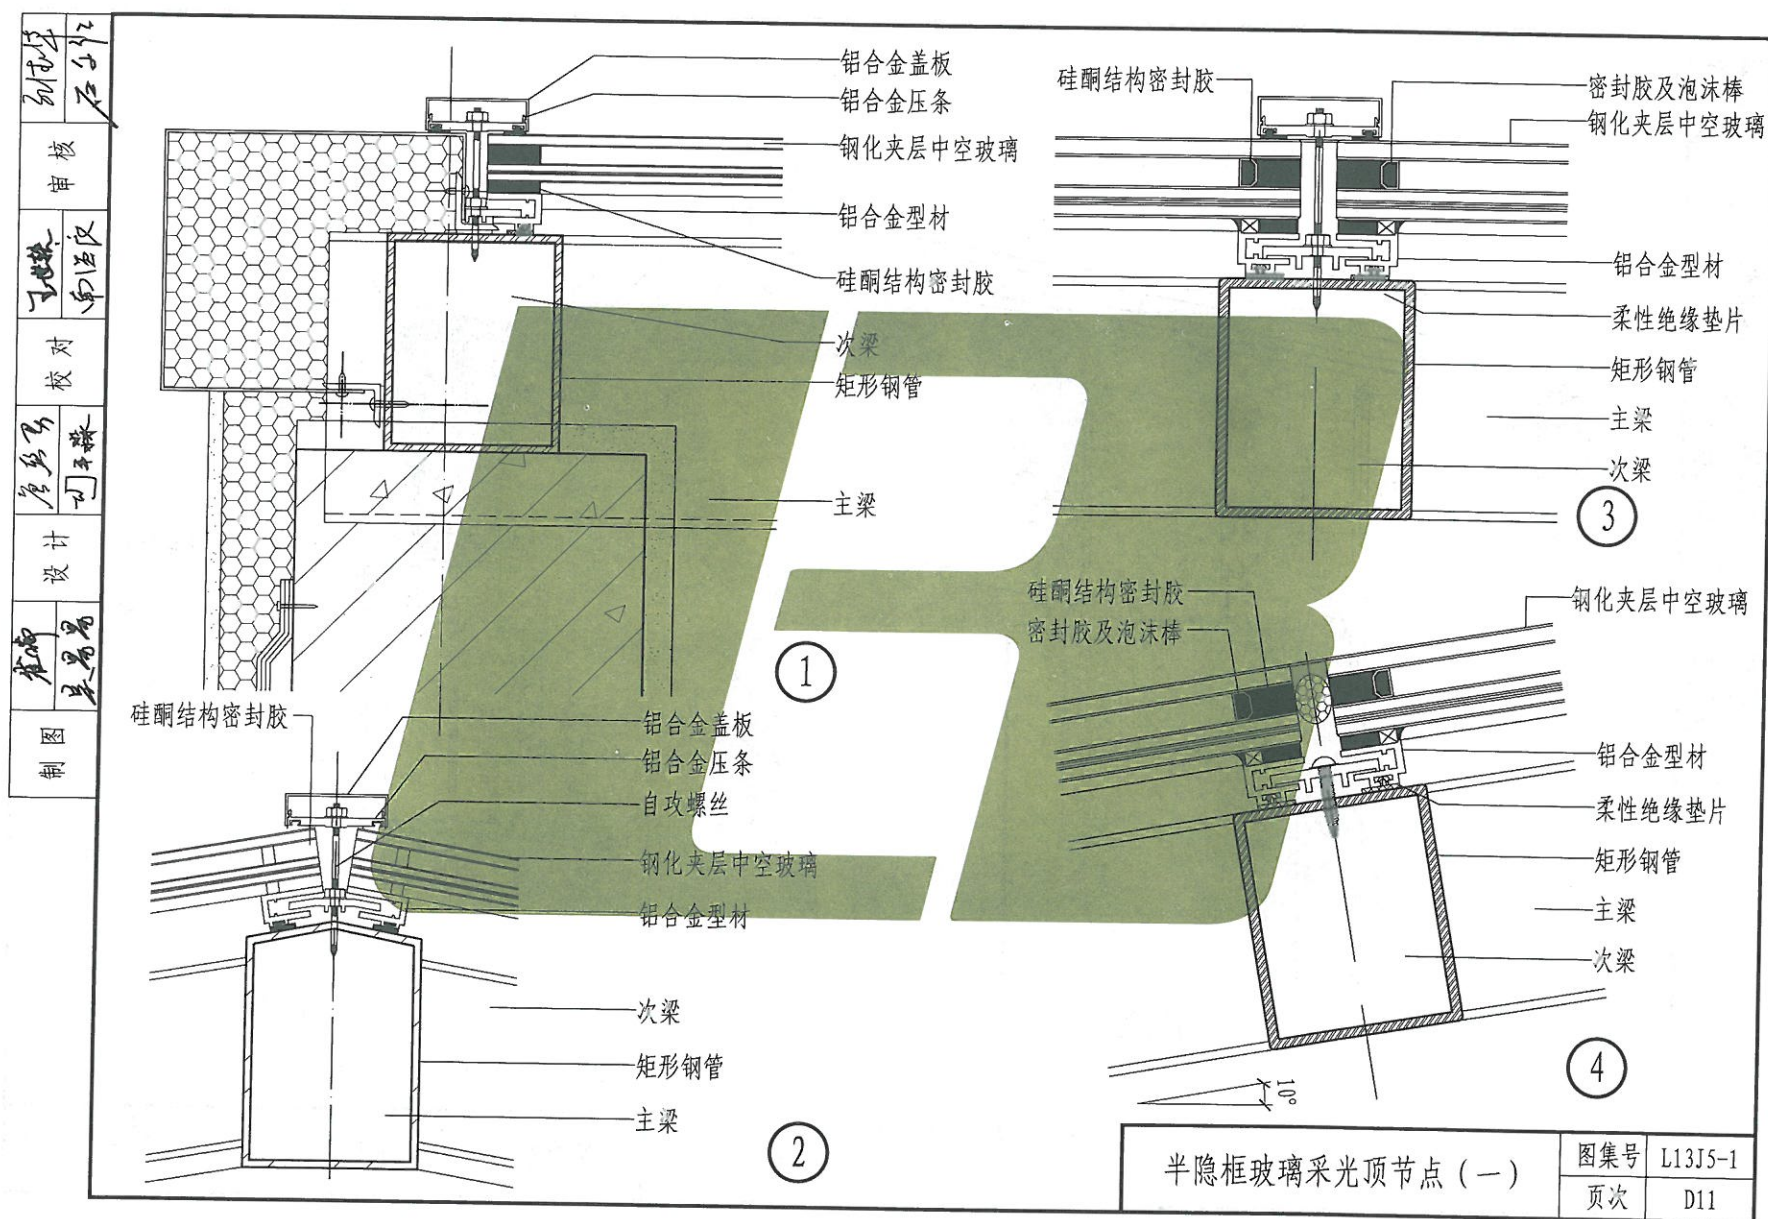 审核
校对
设计
制图
铝合金盖板
铝合金压条
钢化夹层中空玻璃
铝合金型材
硅酮结构密封胶
次梁
矩形钢管
主梁
1
硅酮结构密封胶
铝合金盖板
铝合金压条
自攻螺丝
钢化夹层中空玻璃
铝合金型材
次梁
矩形钢管
主梁
2
硅酮结构密封胶
密封胶及泡沫棒
钢化夹层中空玻璃
铝合金型材
柔性绝缘垫片
矩形钢管
主梁
次梁
3
硅酮结构密封胶
密封胶及泡沫棒
钢化夹层中空玻璃
铝合金型材
柔性绝缘垫片
矩形钢管
主梁
次梁
4
10°
半隐框玻璃采光顶节点（一）
图集号 L13J5-1
页次 D11